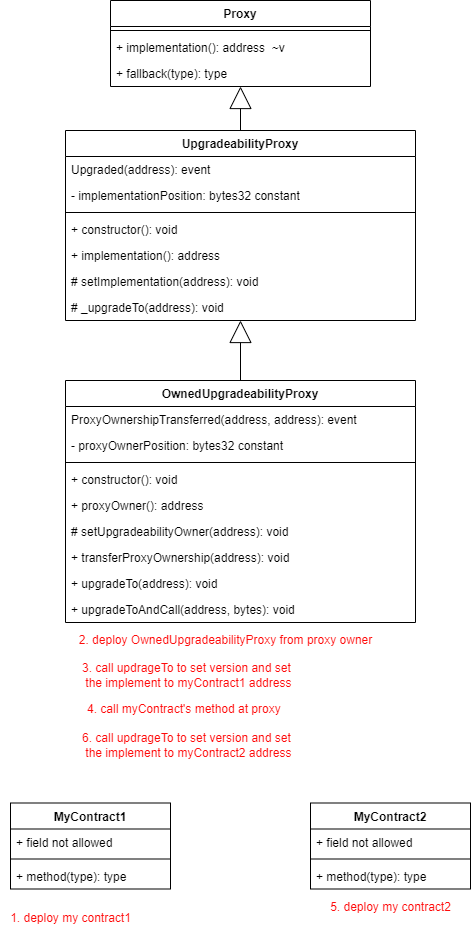 Proxy
+ implementation(): address  ~v
+ fallback(type): type
UpgradeabilityProxy
Upgraded(address): event
- implementationPosition: bytes32 constant
+ constructor(): void
+ implementation(): address
# setImplementation(address): void
# _upgradeTo(address): void
OwnedUpgradeabilityProxy
ProxyOwnershipTransferred(address, address): event
- proxyOwnerPosition: bytes32 constant
+ constructor(): void
+ proxyOwner(): address
# setUpgradeabilityOwner(address): void
+ transferProxyOwnership(address): void
+ upgradeTo(address): void
+ upgradeToAndCall(address, bytes): void
2. deploy OwnedUpgradeabilityProxy from proxy owner
3. call updrageTo to set version and set
the implement to myContract1 address
4. call myContract's method at proxy
6. call updrageTo to set version and set
the implement to myContract2 address
MyContract1
+ field not allowed
+ method(type): type
1. deploy my contract1
MyContract2
+ field not allowed
+ method(type): type
5. deploy my contract2